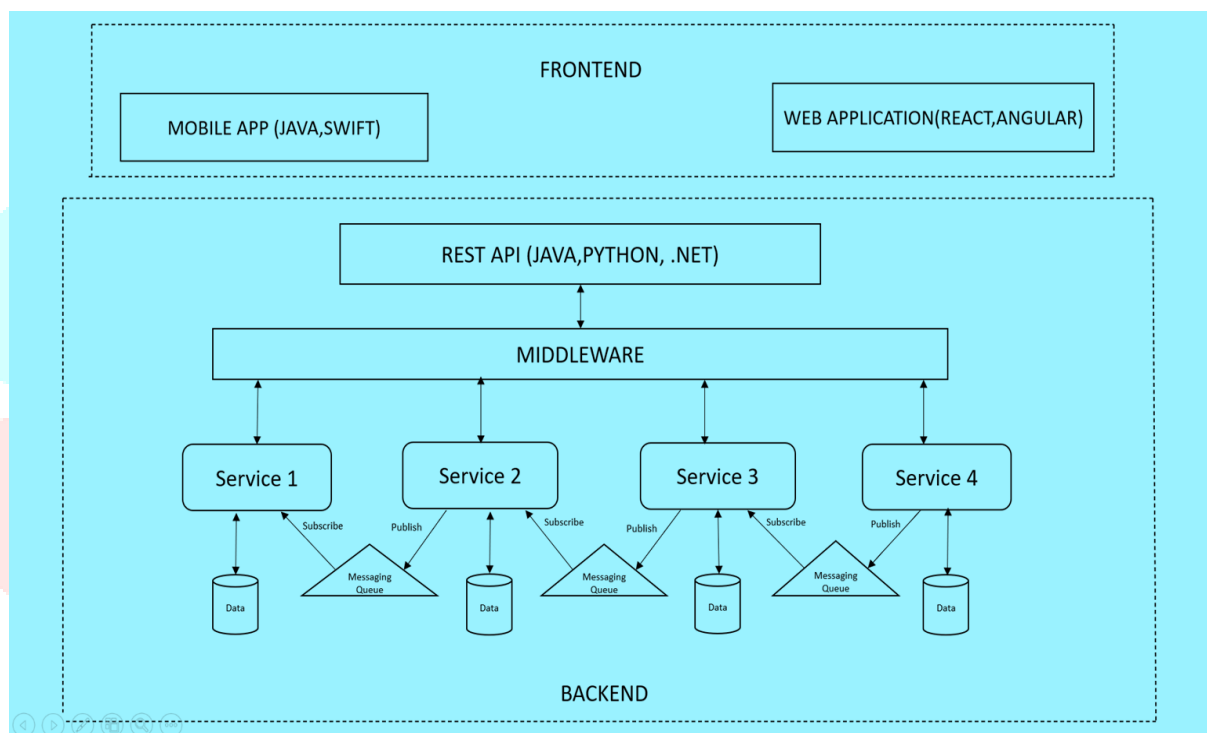 FRONTEND
MOBILE APP (JAVA,SWIFT)
WEB APPLICATION(REACT,ANGULAR)
REST API (JAVA,PYTHON, .NET)
MIDDLEWARE
Service 1
Service 2
Service 3
Service 4
Subscribe
Publish
Subscribe
Publish
Subscribe
Publish
Messaging
Queue
Messaging
Queue
Messaging
Queue
Data
Data
Data
Data
BACKEND